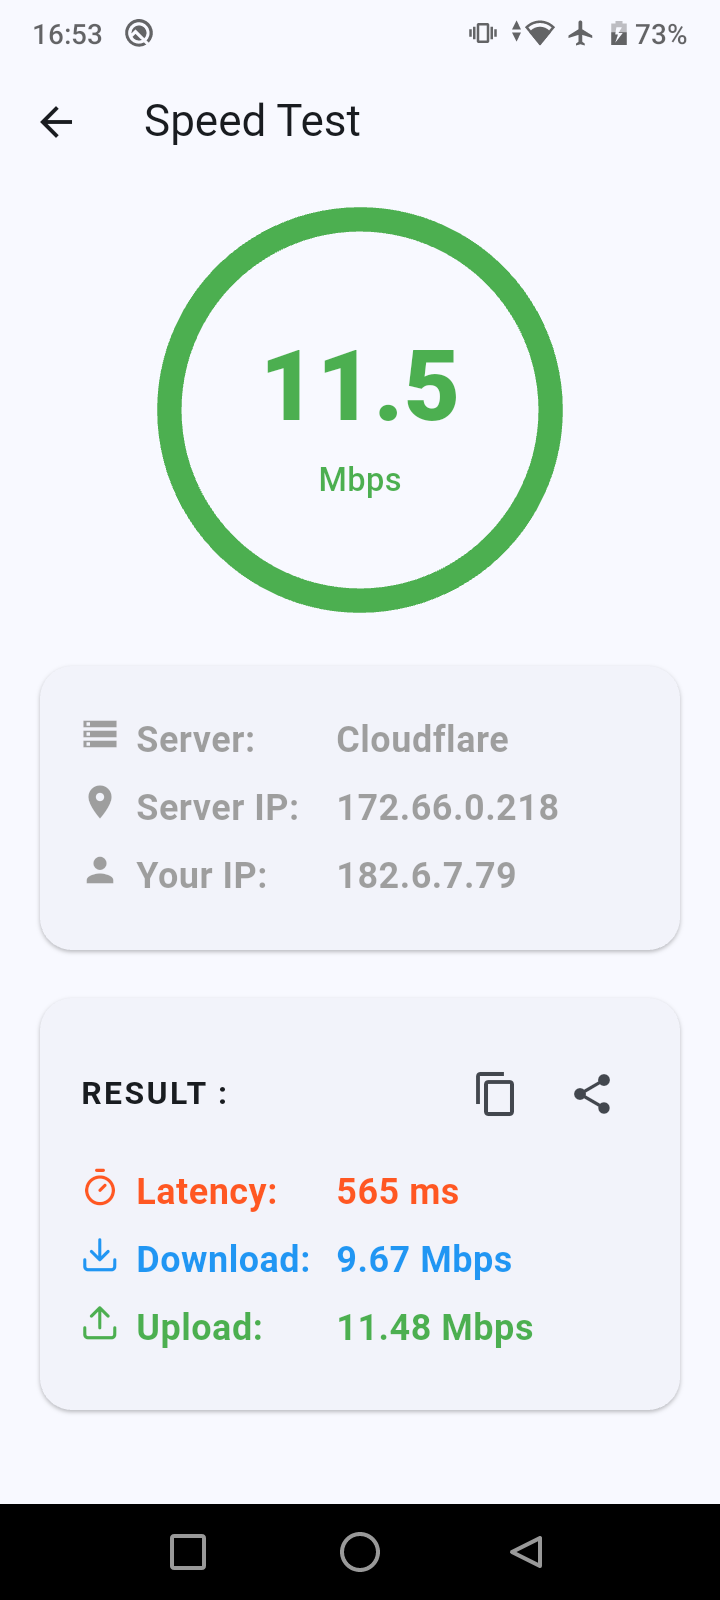 16:53
73%
Speed Test
11.5
Mbps
Server: Cloudflare
Server IP: 172.66.0.218
Your IP: 182.6.7.79
RESULT :
Latency: 565 ms
Download: 9.67 Mbps
Upload: 11.48 Mbps